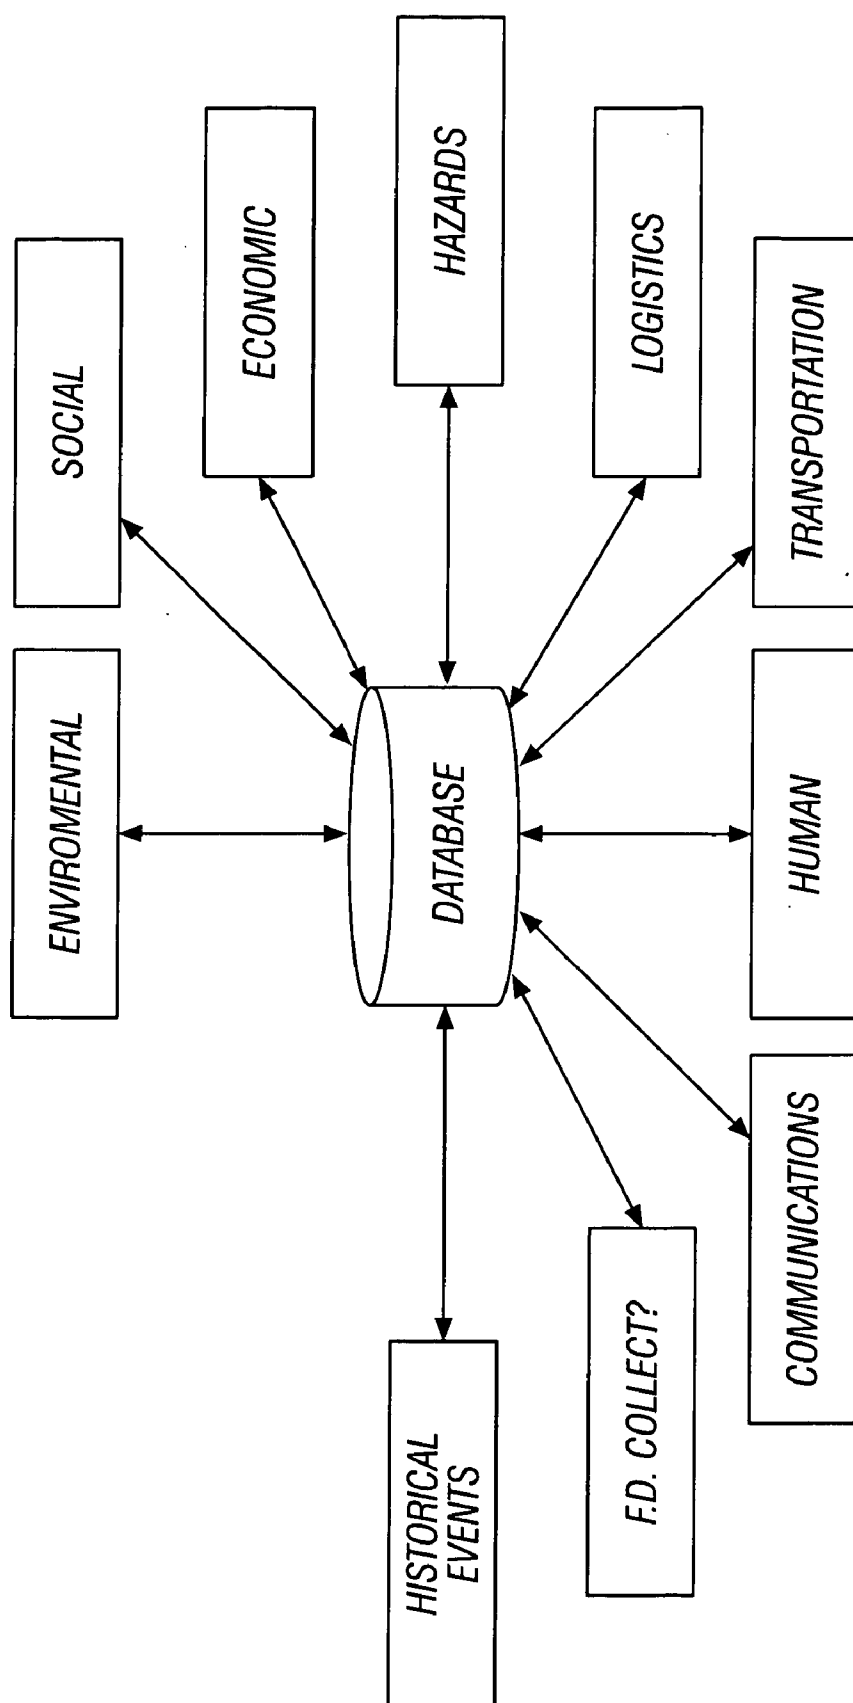 ENVIROMENTAL
SOCIAL
ECONOMIC
HAZARDS
LOGISTICS
TRANSPORTATION
HUMAN
COMMUNICATIONS
F.D. COLLECT?
HISTORICAL
EVENTS
DATABASE